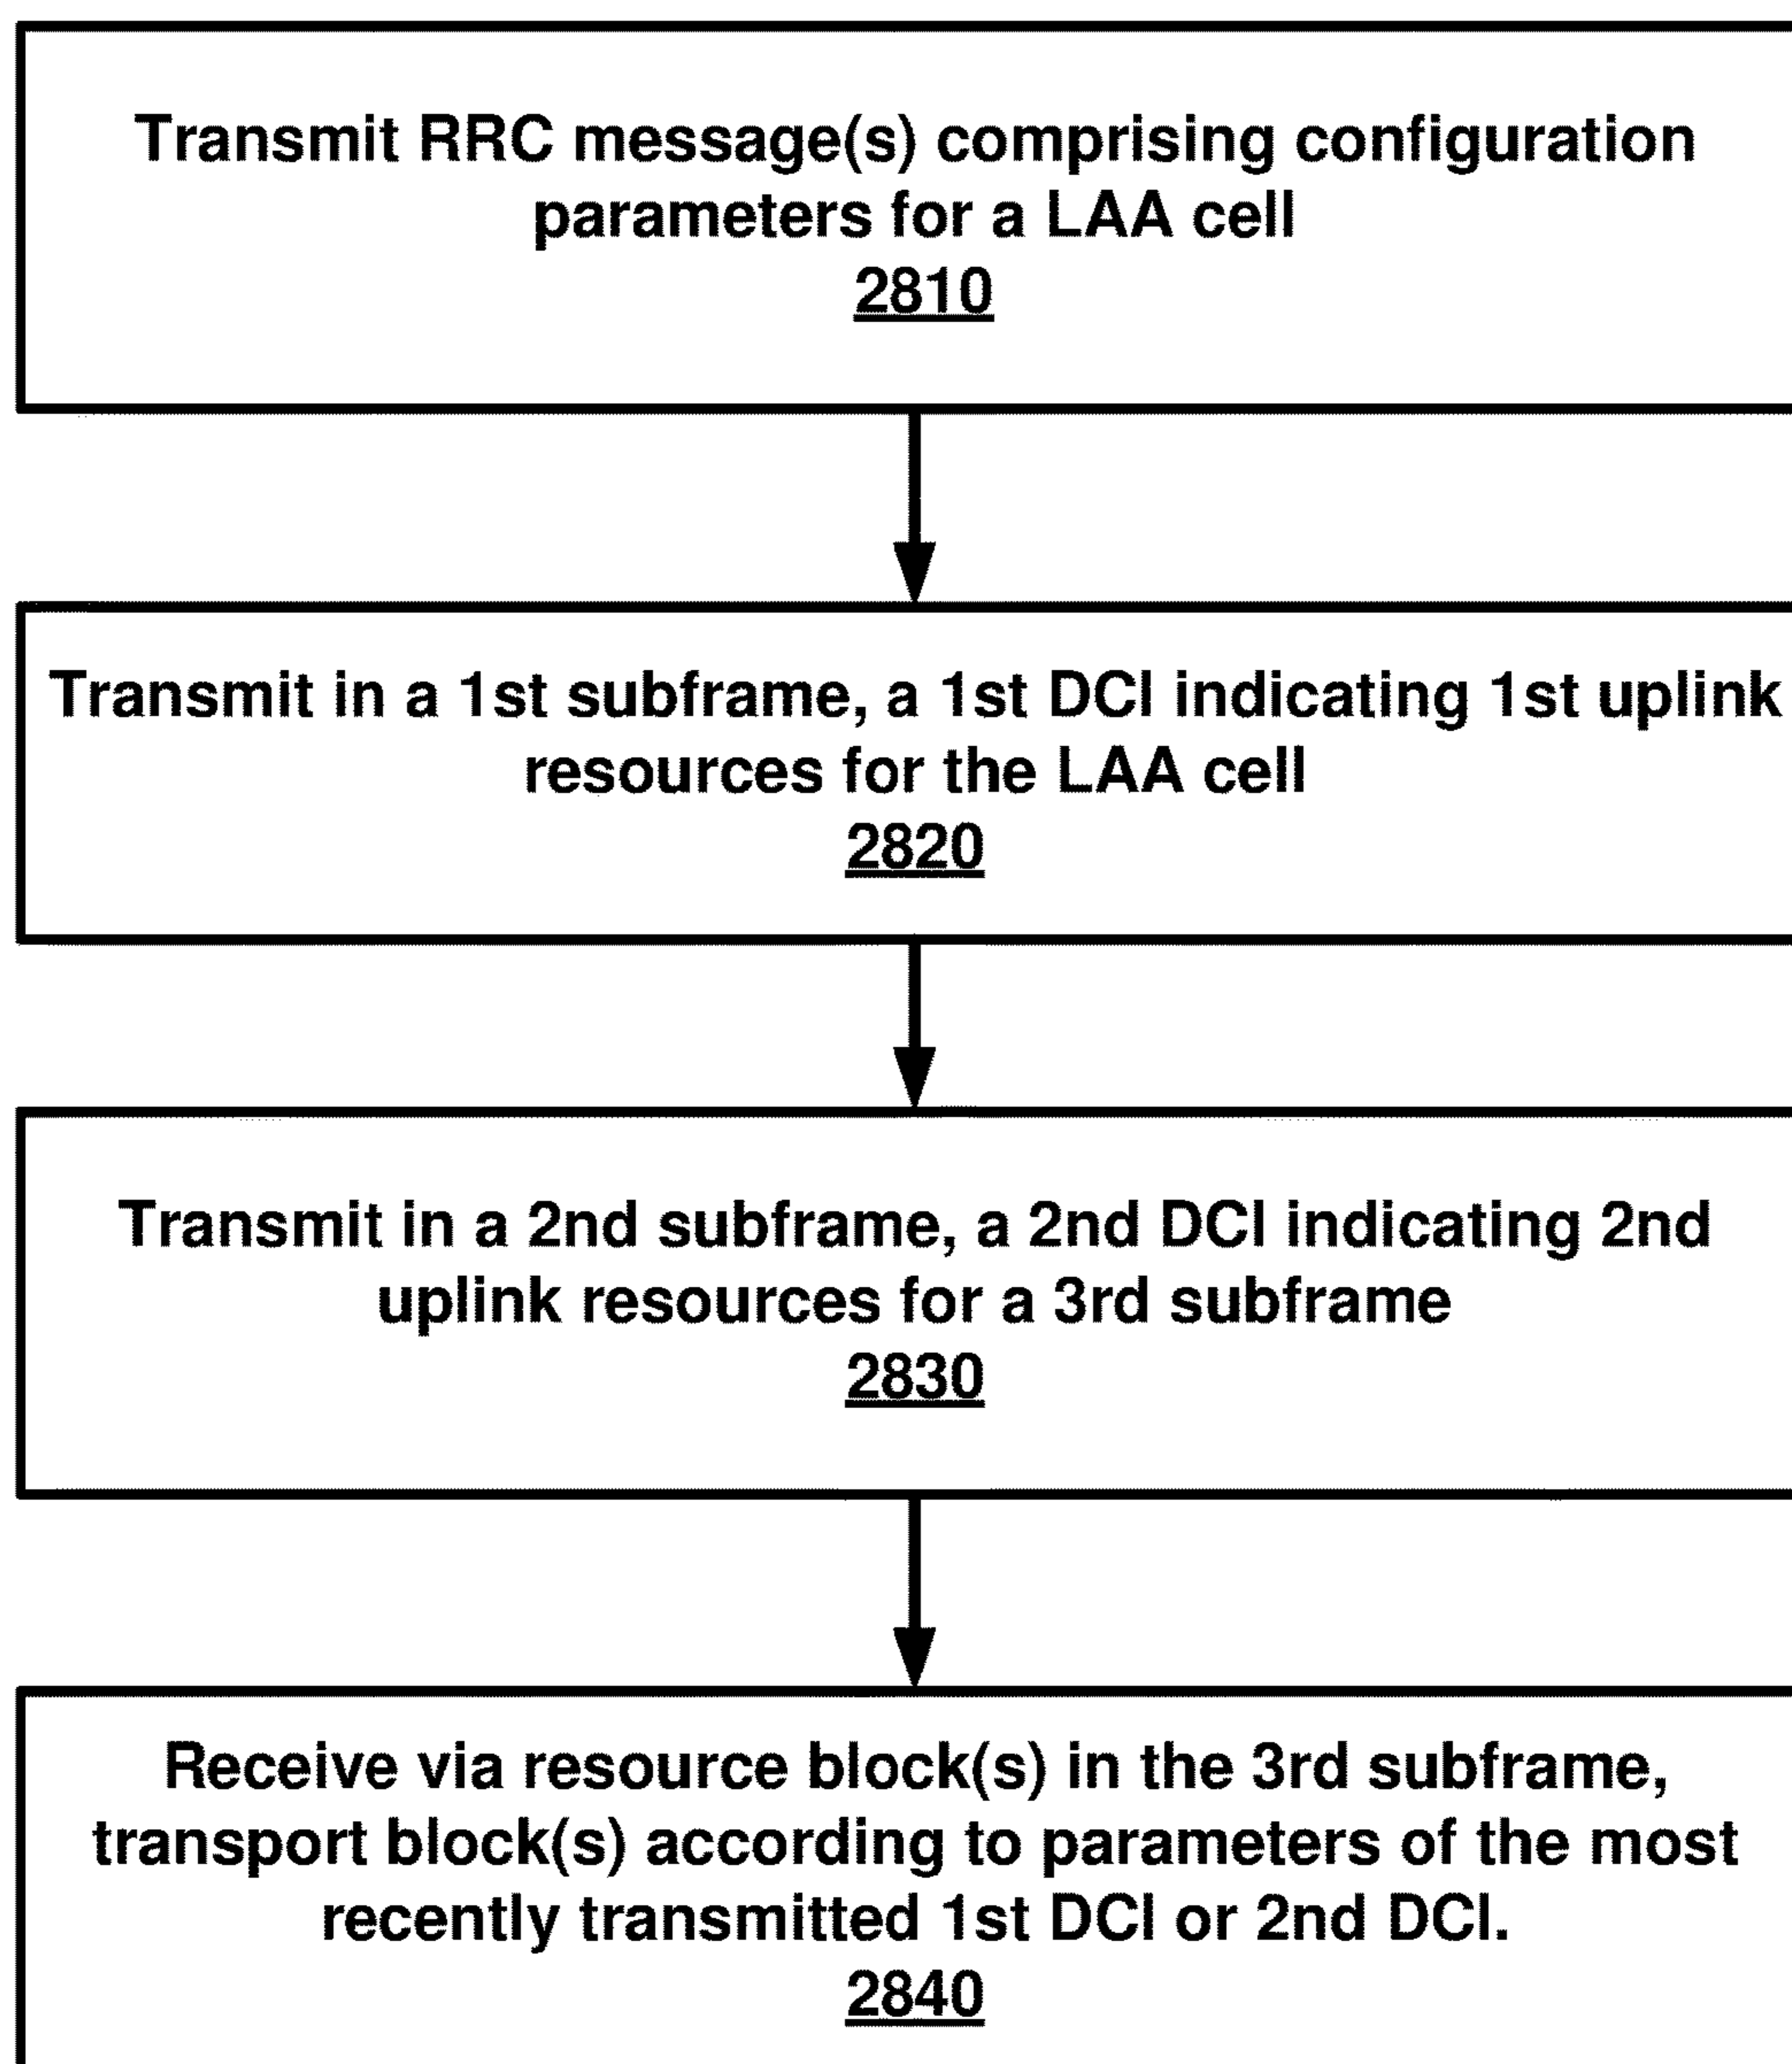 Transmit RRC message(s) comprising configuration
parameters for a LAA cell
2810
Transmit in a 1st subframe, a 1st DCI indicating 1st uplink
resources for the LAA cell
2820
Transmit in a 2nd subframe, a 2nd DCI indicating 2nd
uplink resources for a 3rd subframe
2830
Receive via resource block(s) in the 3rd subframe,
transport block(s) according to parameters of the most
recently transmitted 1st DCI or 2nd DCI.
2840